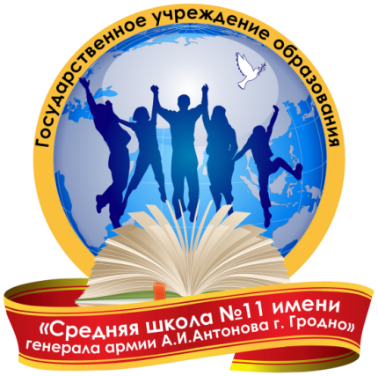 Государственное учреждение образования
«Средняя школа №11 имени
генерала армии А.И.Антонова г. Гродно»